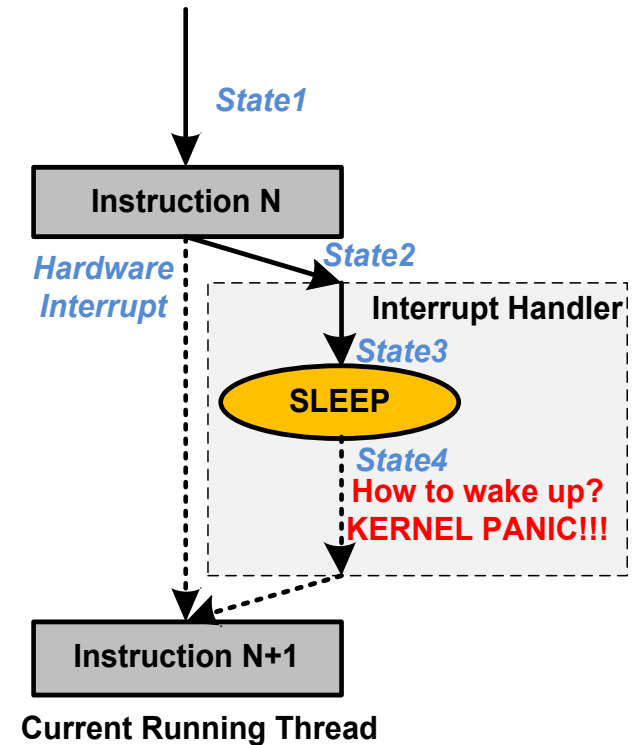 State1
Instruction N
State2
Hardware
Interrupt
Interrupt Handler
State3
SLEEP
State4
How to wake up?
KERNEL PANIC!!!
Instruction N+1
Current Running Thread